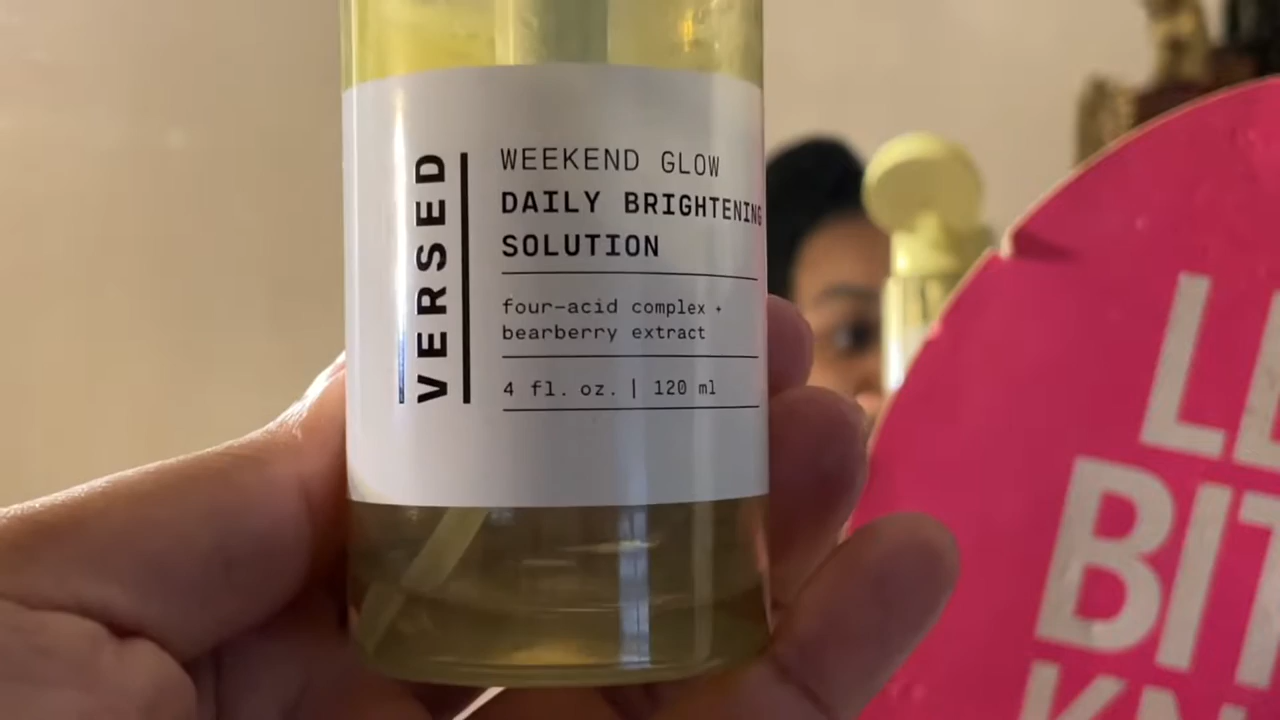 VERSED
WEEKEND GLOW
DAILY BRIGHTENING
SOLUTION
four-acid complex +
bearberry extract
4 fl. oz. | 120 ml